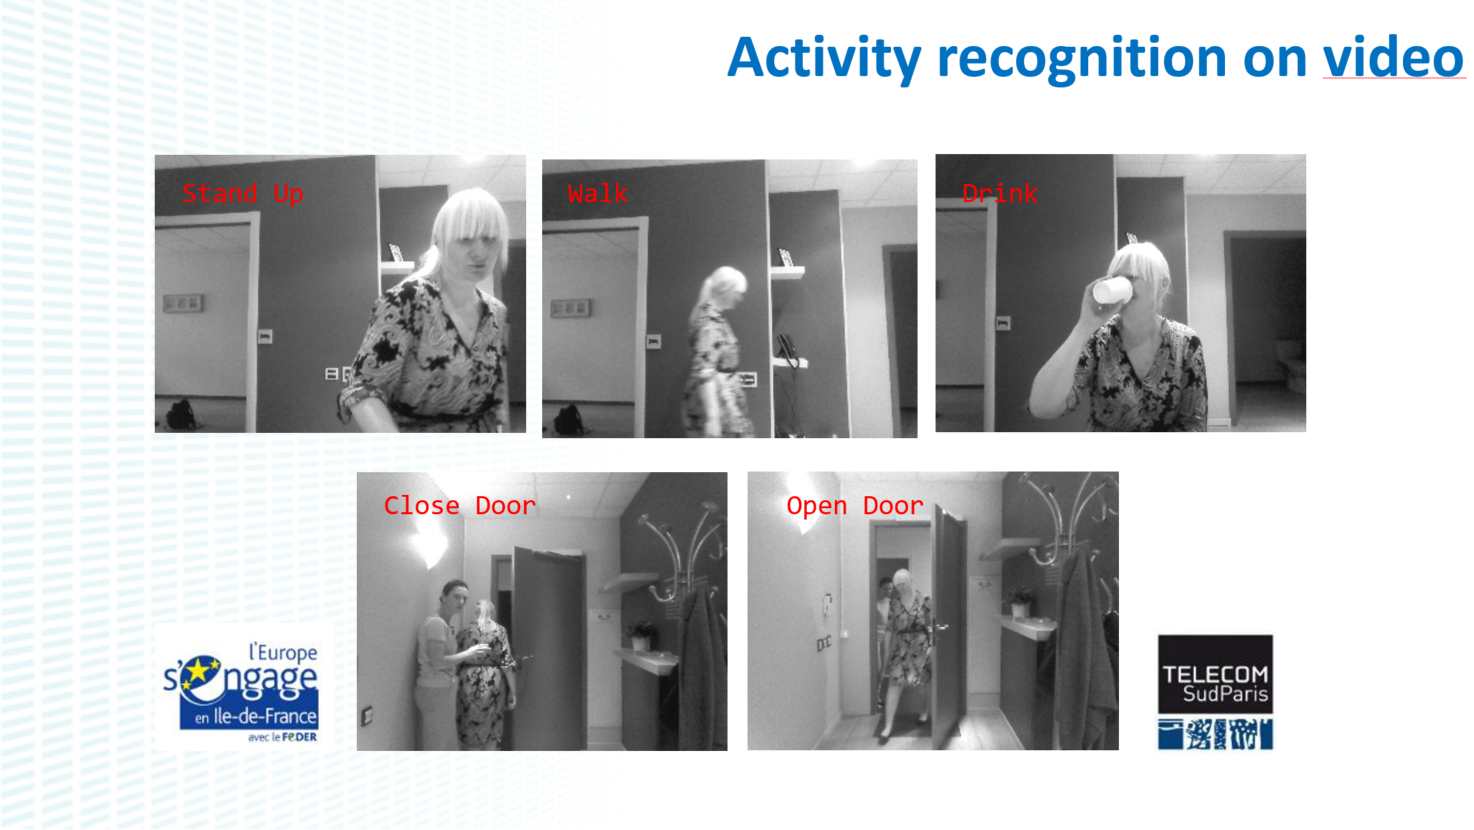 Activity recognition on video
Stand Up
Walk
Drink
Close Door
Open Door
l'Europe
s'engage
en Ile-de-France
avec le FEDER
TELECOM
SudParis